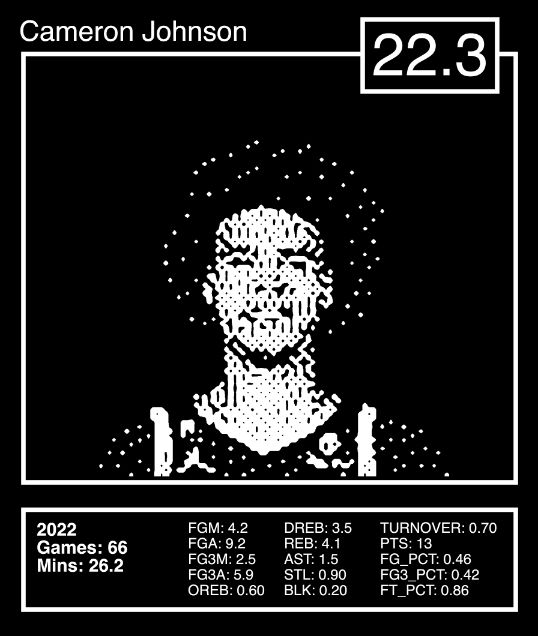 Cameron Johnson
22.3
2022
Games: 66
Mins: 26.2
FGM: 4.2
FGA: 9.2
FG3M: 2.5
FG3A: 5.9
OREB: 0.60
DREB: 3.5
REB: 4.1
AST: 1.5
STL: 0.90
BLK: 0.20
TURNOVER: 0.70
PTS: 13
FG_PCT: 0.46
FG3_PCT: 0.42
FT_PCT: 0.86